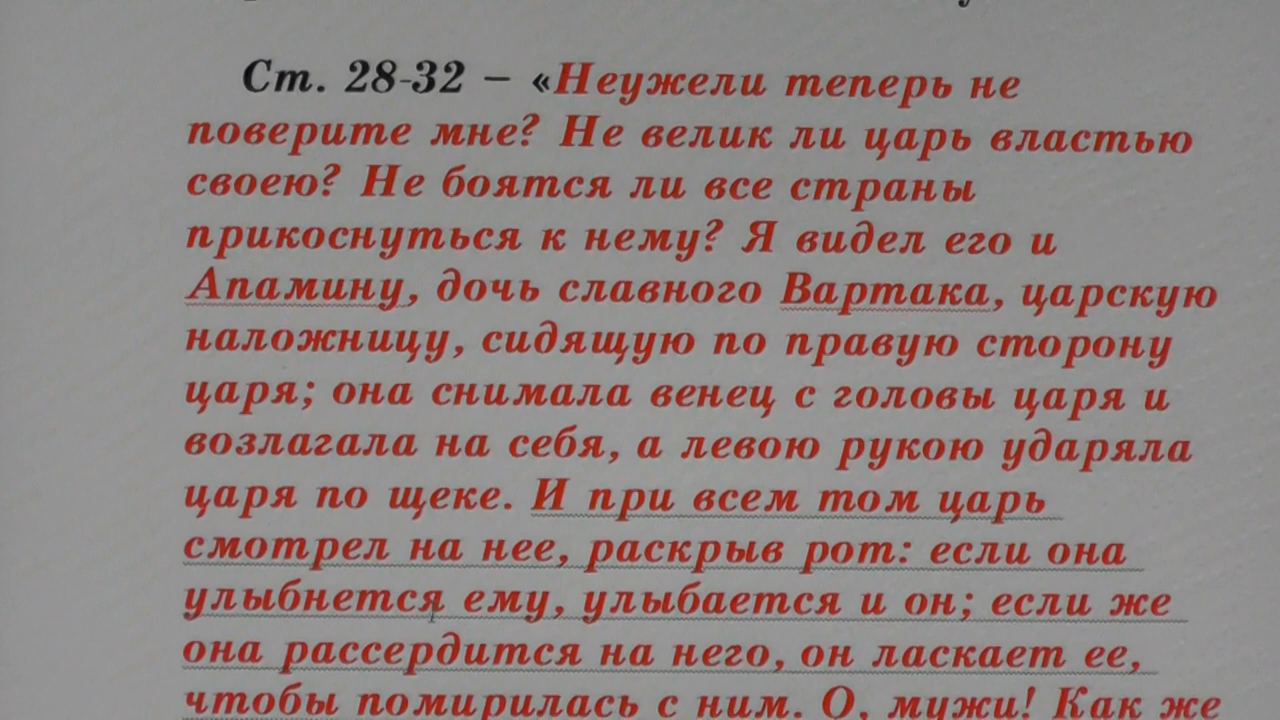 Ст. 28-32 – «Неужели теперь не
поверите мне? Не велик ли царь властью
своею? Не боятся ли все страны
прикоснуться к нему? Я видел его и
Апамину, дочь славного Вартака, царскую
наложницу, сидящую по правую сторону
царя; она снимала венец с головы царя и
возлагала на себя, а левою рукою ударяла
царя по щеке. И при всем том царь
смотрел на нее, раскрыв рот: если она
улыбнется ему, улыбается и он; если же
она рассердится на него, он ласкает ее,
чтобы помирилась с ним. О, мужи! Как же